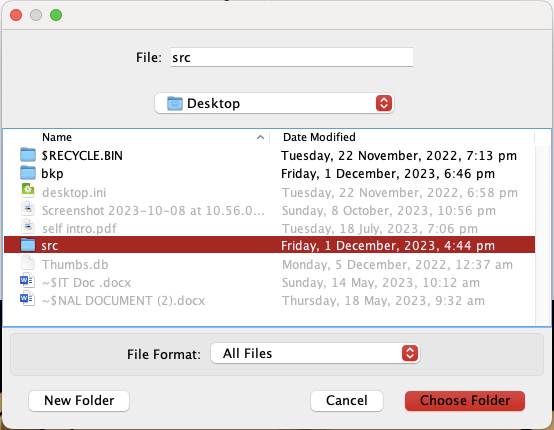 File: src
Desktop
Name Date Modified
$RECYCLE.BIN Tuesday, 22 November, 2022, 7:13 pm
bkp Friday, 1 December, 2023, 6:46 pm
desktop.ini Tuesday, 22 November, 2022, 6:58 pm
Screenshot 2023-10-08 at 10.56.0... Sunday, 8 October, 2023, 10:56 pm
self intro.pdf Tuesday, 18 July, 2023, 7:06 pm
src Friday, 1 December, 2023, 4:44 pm
Thumbs.db Monday, 5 December, 2022, 12:37 am
~$IT Doc .docx Sunday, 14 May, 2023, 10:12 am
~$NAL DOCUMENT (2).docx Thursday, 18 May, 2023, 9:32 am
File Format: All Files
New Folder Cancel Choose Folder